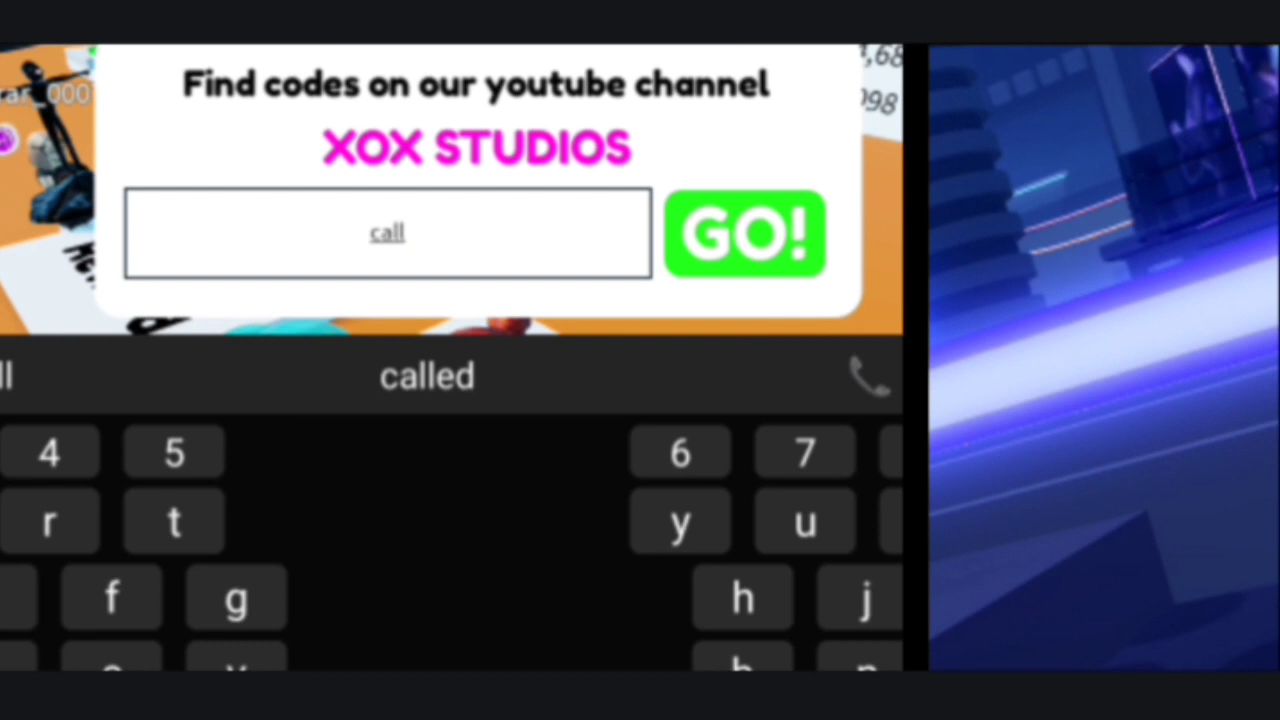 Find codes on our youtube channel
XOX STUDIOS
call
GO!
called
4 5 6 7
r t y u
f g h j